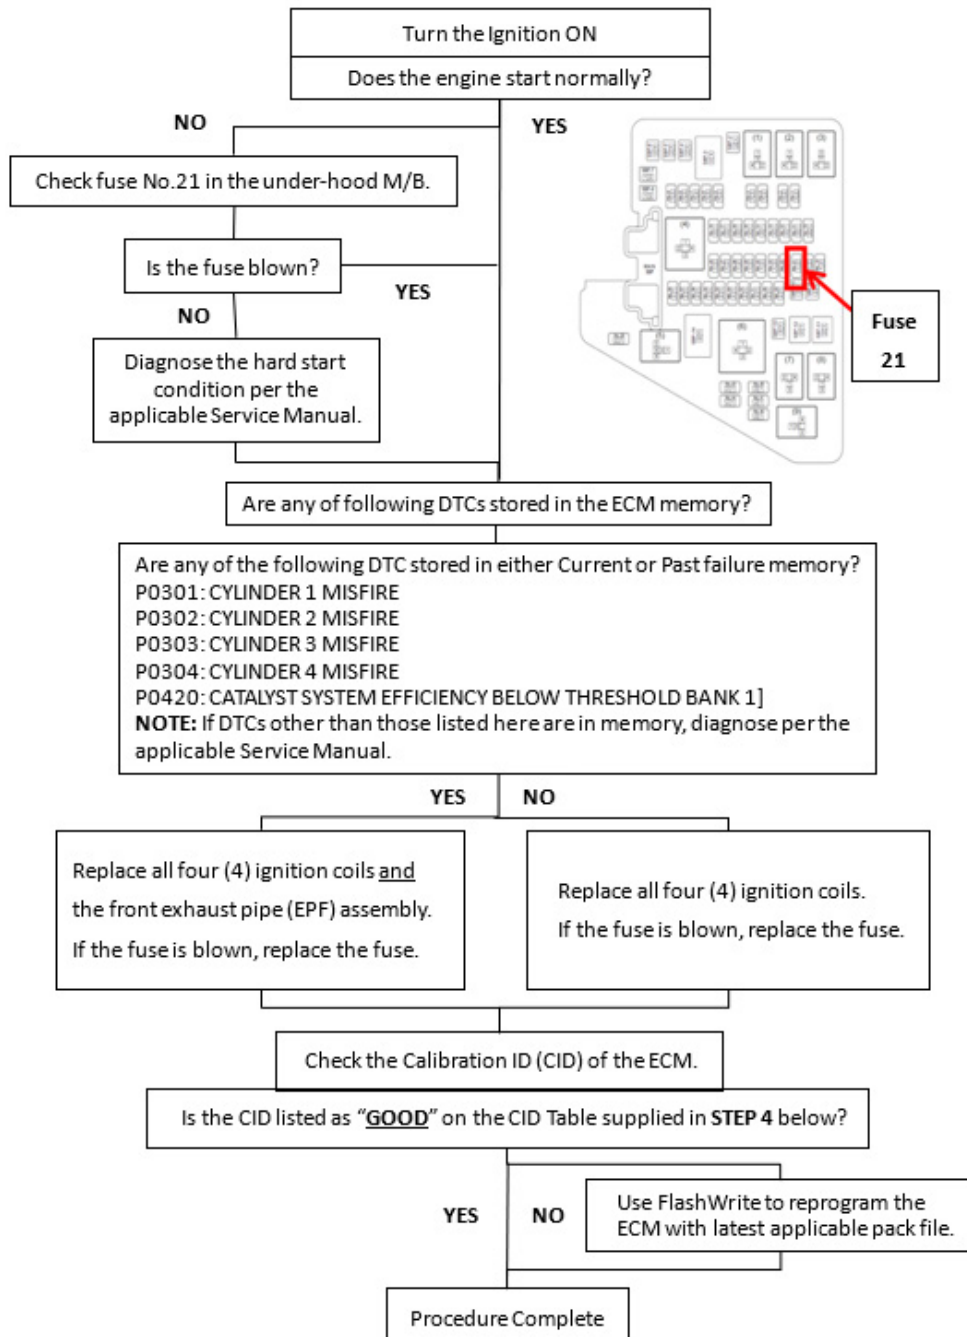 Turn the Ignition ON
Does the engine start normally?
NO
YES
Check fuse No.21 in the under-hood M/B.
Is the fuse blown?
YES
NO
Fuse
21
Diagnose the hard start
condition per the
applicable Service Manual.
(1)
(2)
(3)
(4)
(7)
Are any of following DTCs stored in the ECM memory?
Are any of the following DTC stored in either Current or Past failure memory?
P0301: CYLINDER 1 MISFIRE
P0302: CYLINDER 2 MISFIRE
P0303: CYLINDER 3 MISFIRE
P0304: CYLINDER 4 MISFIRE
P0420: CATALYST SYSTEM EFFICIENCY BELOW THRESHOLD BANK 1]
NOTE: If DTCs other than those listed here are in memory, diagnose per the
applicable Service Manual.
YES
NO
Replace all four (4) ignition coils and
the front exhaust pipe (EPF) assembly.
If the fuse is blown, replace the fuse.
Replace all four (4) ignition coils.
If the fuse is blown, replace the fuse.
Check the Calibration ID (CID) of the ECM.
Is the CID listed as “GOOD” on the CID Table supplied in STEP 4 below?
YES
NO
Use FlashWrite to reprogram the
ECM with latest applicable pack file.
Procedure Complete